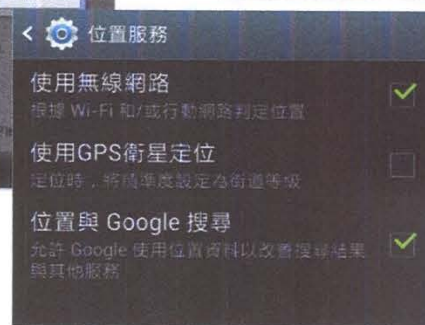 位置服務
使用無線網路
根據 Wi-Fi 和/或行動網路判定位置
使用GPS衛星定位
定位時，將精準度設定為街道等級
位置與 Google 搜尋
允許 Google 使用位置資料以改善搜尋結果
與其他服務